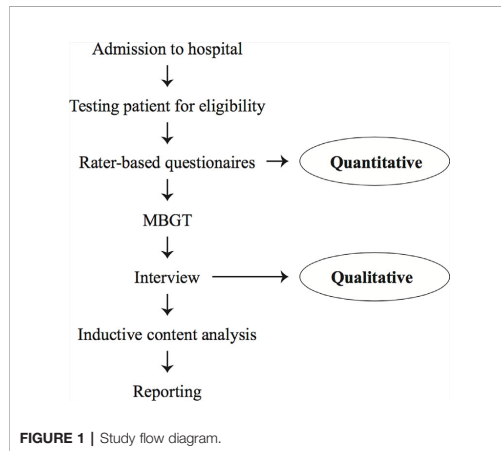 Admission to hospital
Testing patient for eligibility
Rater-based questionaires
Quantitative
MBGT
Interview
Qualitative
Inductive content analysis
Reporting
FIGURE 1 | Study flow diagram.